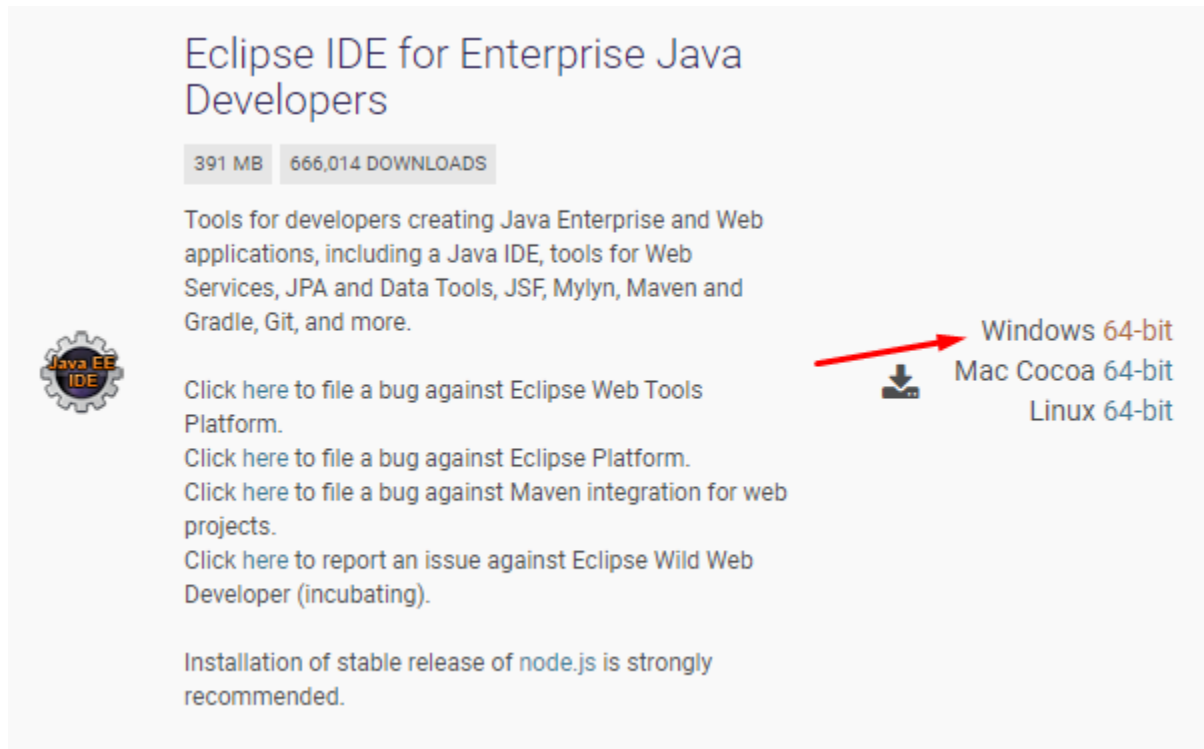 Eclipse IDE for Enterprise Java
Developers
391 MB 666,014 DOWNLOADS
Tools for developers creating Java Enterprise and Web
applications, including a Java IDE, tools for Web
Services, JPA and Data Tools, JSF, Mylyn, Maven and
Gradle, Git, and more.
Java EE
IDE
Click here to file a bug against Eclipse Web Tools
Platform.
Click here to file a bug against Eclipse Platform.
Click here to file a bug against Maven integration for web
projects.
Click here to report an issue against Eclipse Wild Web
Developer (incubating).
Installation of stable release of node.js is strongly
recommended.
Windows 64-bit
Mac Cocoa 64-bit
Linux 64-bit